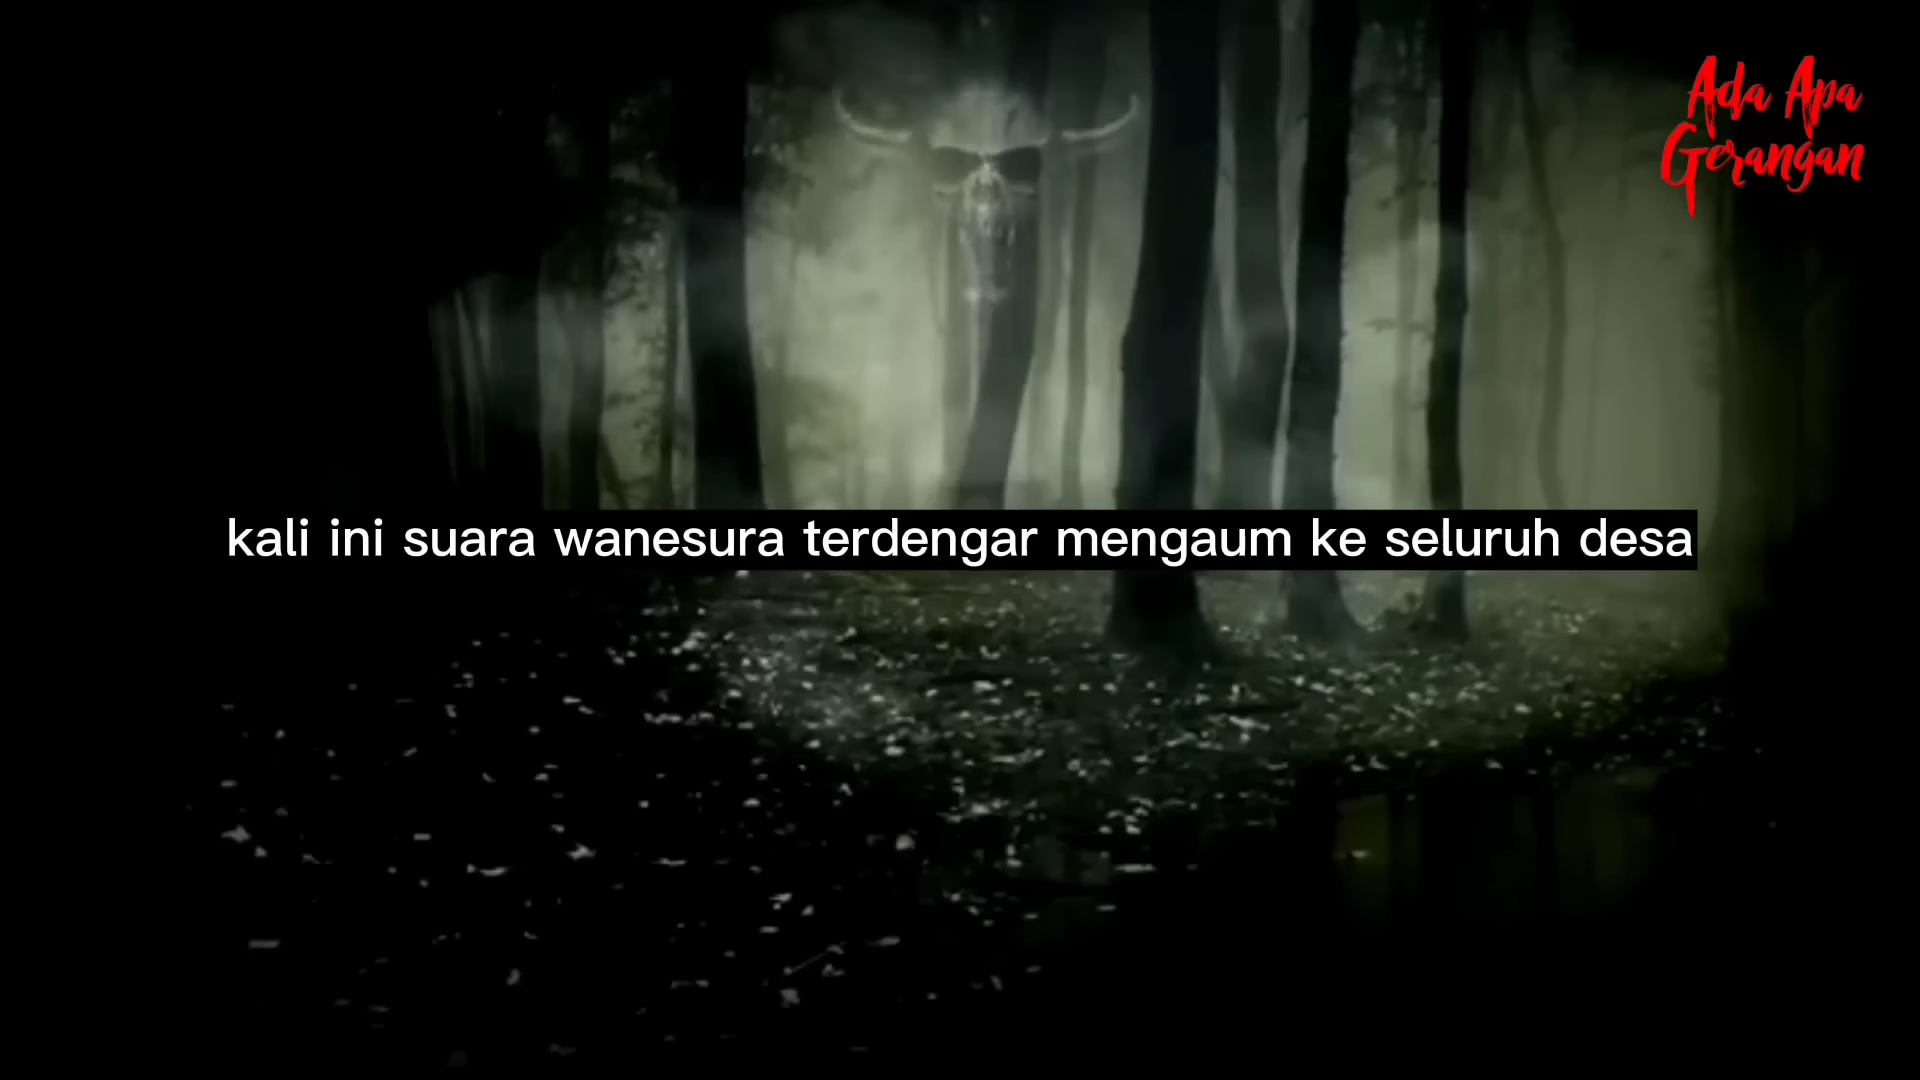 Ada Apa
Gerangan
kali ini suara wanesura terdengar mengaum ke seluruh desa